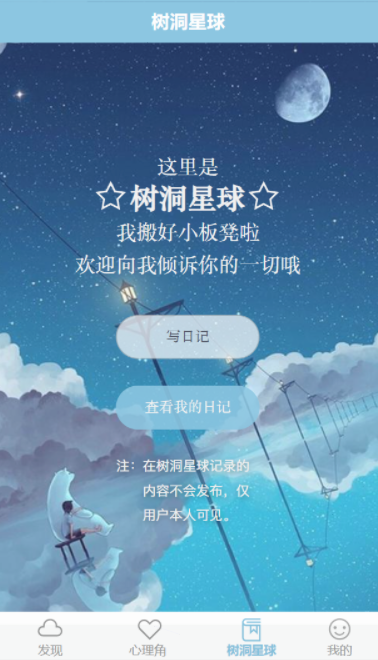 树洞星球
这里是
☆树洞星球☆
我搬好小板凳啦
欢迎向我倾诉你的一切哦
写日记
查看我的日记
注：在树洞星球记录的
内容不会发布，仅
用户本人可见。
发现
心理角
树洞星球
我的